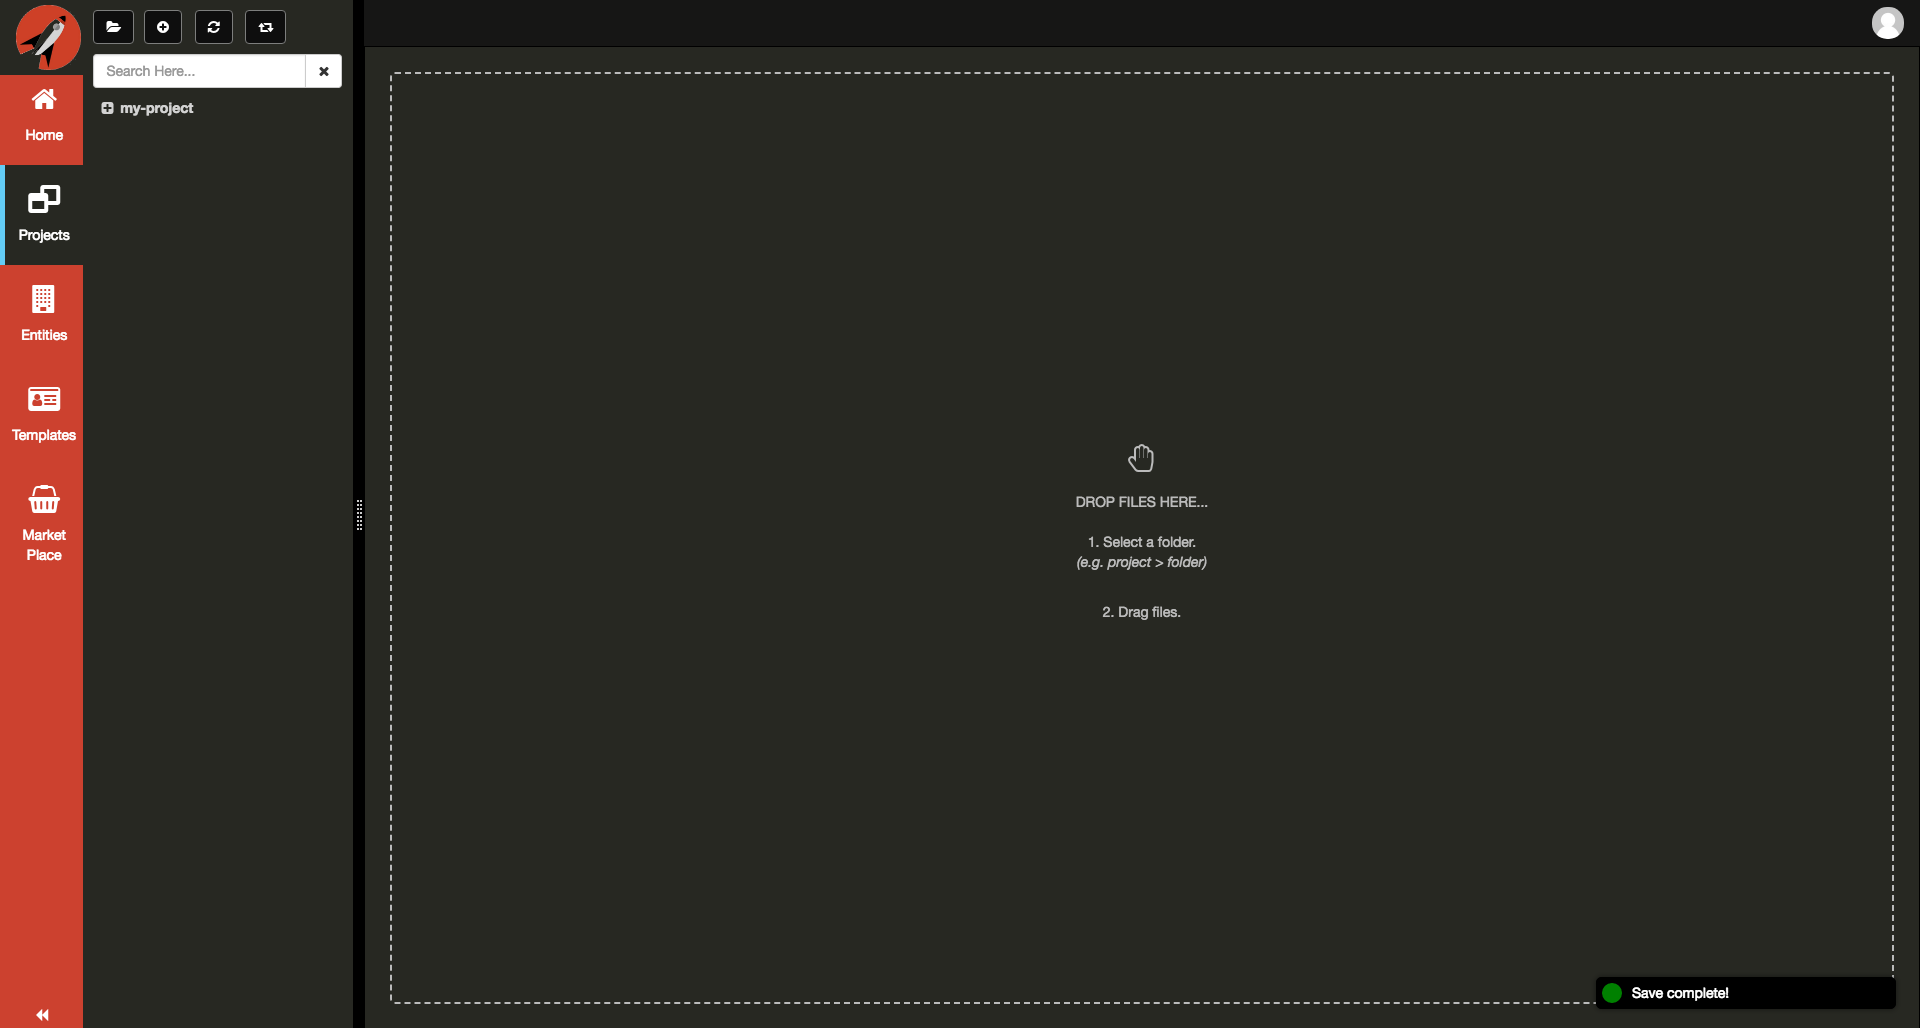 Search Here...
my-project
Home
Projects
Entities
Templates
Market
Place
DROP FILES HERE...
1. Select a folder.
(e.g. project > folder)
2. Drag files.
Save complete!